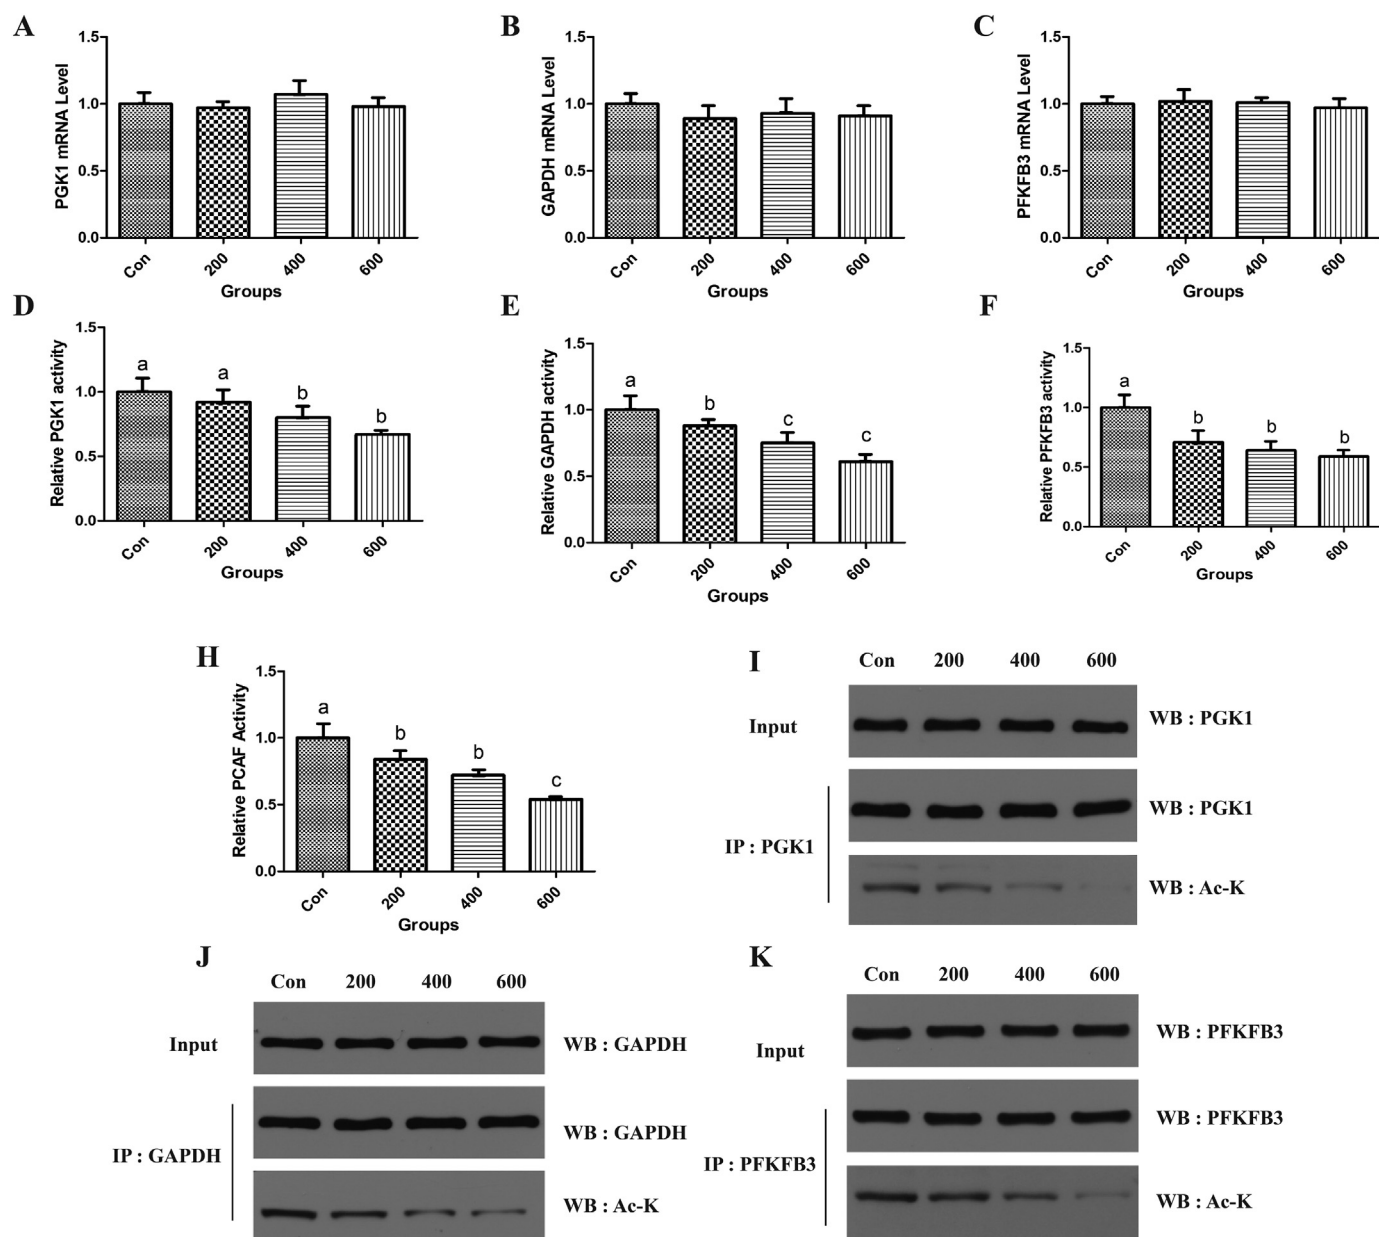 A
PGK1 mRNA Level
1.5
1.0
0.5
0.0
Con
200
400
600
Groups
B
GAPDH mRNA Level
1.5
1.0
0.5
0.0
Con
200
400
600
Groups
C
PFKFB3 mRNA Level
1.5
1.0
0.5
0.0
Con
200
400
600
Groups
D
Relative PGK1 activity
1.5
1.0
0.5
0.0
a
a
b
b
Con
200
400
600
Groups
E
Relative GAPDH activity
1.5
1.0
0.5
0.0
a
b
c
c
Con
200
400
600
Groups
F
Relative PFKFB3 activity
1.5
1.0
0.5
0.0
a
b
b
b
Con
200
400
600
Groups
H
Relative PCAF Activity
1.5
1.0
0.5
0.0
a
b
b
c
Con
200
400
600
Groups
I
Con 200 400 600
Input
WB : PGK1
IP : PGK1
WB : PGK1
WB : Ac-K
J
Con 200 400 600
Input
WB : GAPDH
IP : GAPDH
WB : GAPDH
WB : Ac-K
K
Con 200 400 600
Input
WB : PFKFB3
IP : PFKFB3
WB : PFKFB3
WB : Ac-K